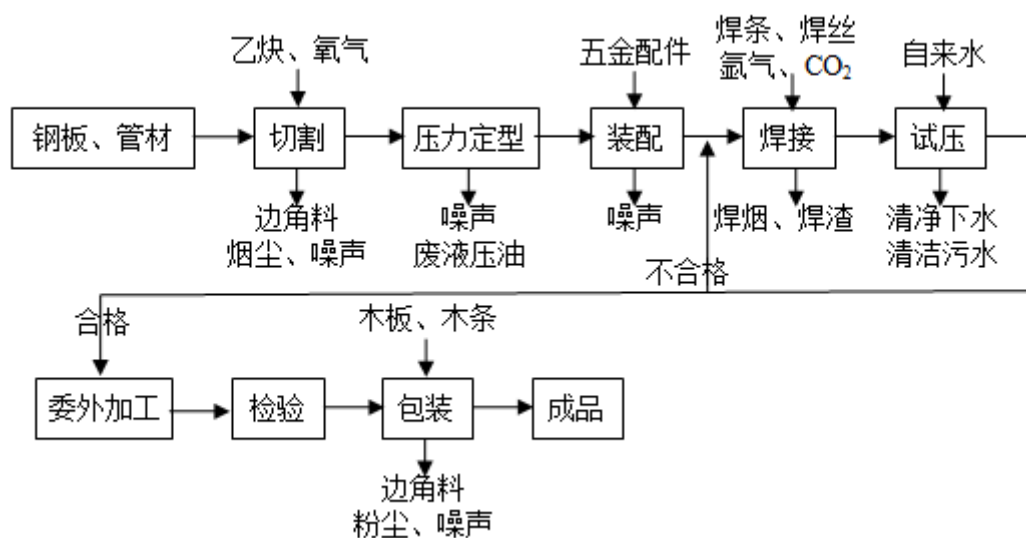 乙炔、氧气
五金配件
焊条、焊丝
氩气、CO₂
自来水
钢板、管材
切割
压力定型
装配
焊接
试压
边角料
烟尘、噪声
噪声
废液压油
噪声
焊烟、焊渣
清净下水
清洁污水
不合格
合格
木板、木条
委外加工
检验
包装
成品
边角料
粉尘、噪声